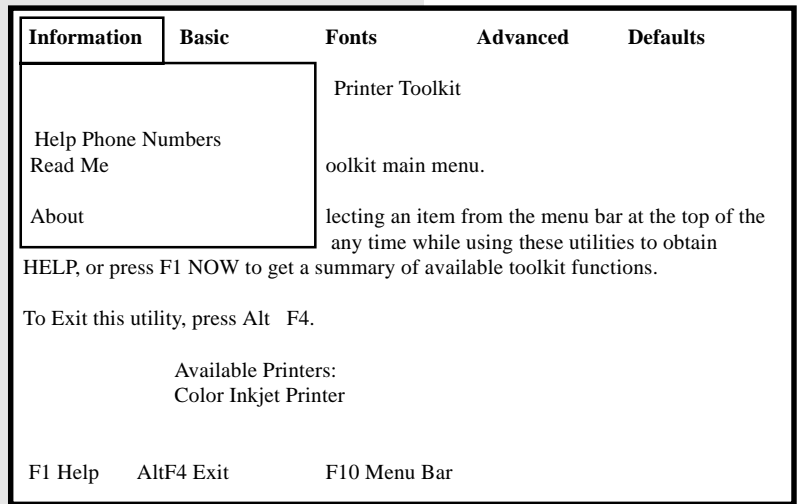 Information Basic Fonts Advanced Defaults
Printer Toolkit
Help Phone Numbers
Read Me oolkit main menu.
About lecting an item from the menu bar at the top of the
any time while using these utilities to obtain
HELP, or press F1 NOW to get a summary of available toolkit functions.
To Exit this utility, press Alt F4.
Available Printers:
Color Inkjet Printer
F1 Help AltF4 Exit F10 Menu Bar